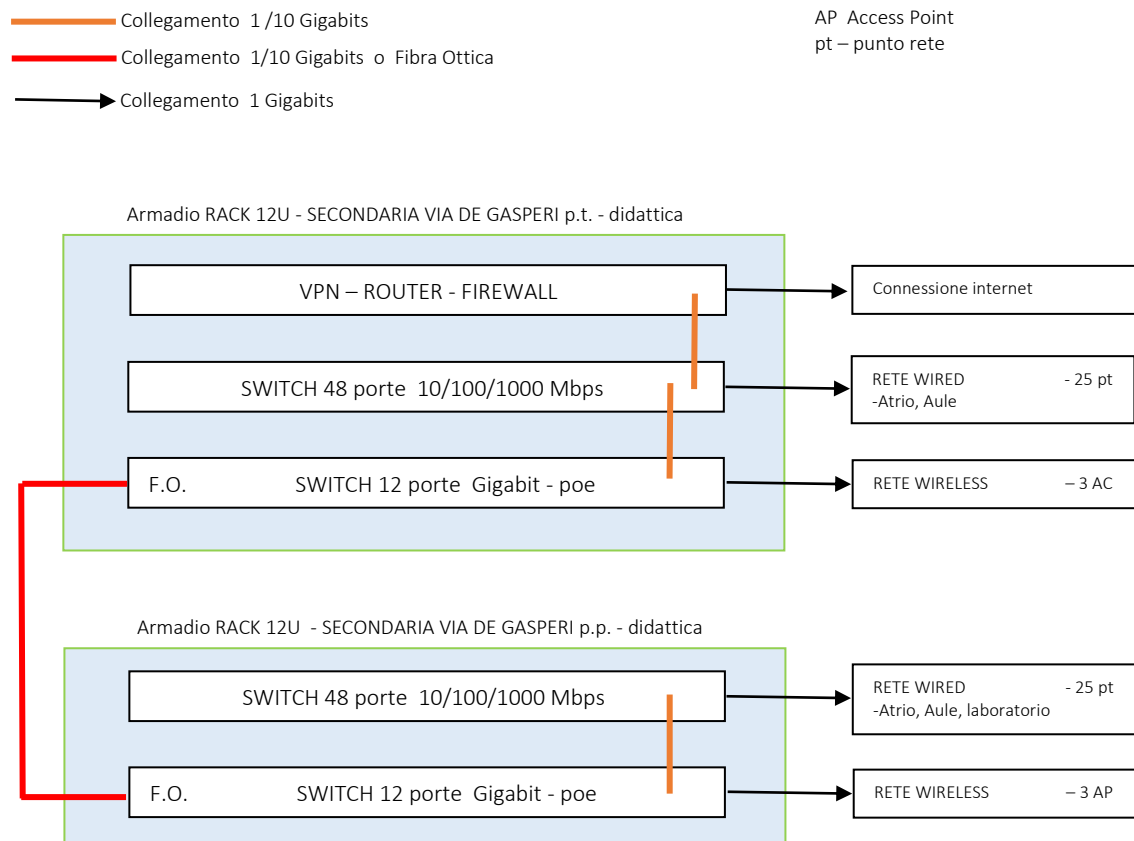 Collegamento 1 /10 Gigabits
AP Access Point
Collegamento 1/10 Gigabits o Fibra Ottica
pt – punto rete
Collegamento 1 Gigabits
Armadio RACK 12U - SECONDARIA VIA DE GASPERI p.t. - didattica
VPN – ROUTER - FIREWALL
Connessione internet
SWITCH 48 porte 10/100/1000 Mbps
RETE WIRED - 25 pt
-Atrio, Aule
F.O. SWITCH 12 porte Gigabit - poe
RETE WIRELESS – 3 AC
Armadio RACK 12U - SECONDARIA VIA DE GASPERI p.p. - didattica
SWITCH 48 porte 10/100/1000 Mbps
RETE WIRED - 25 pt
-Atrio, Aule, laboratorio
F.O. SWITCH 12 porte Gigabit - poe
RETE WIRELESS – 3 AP